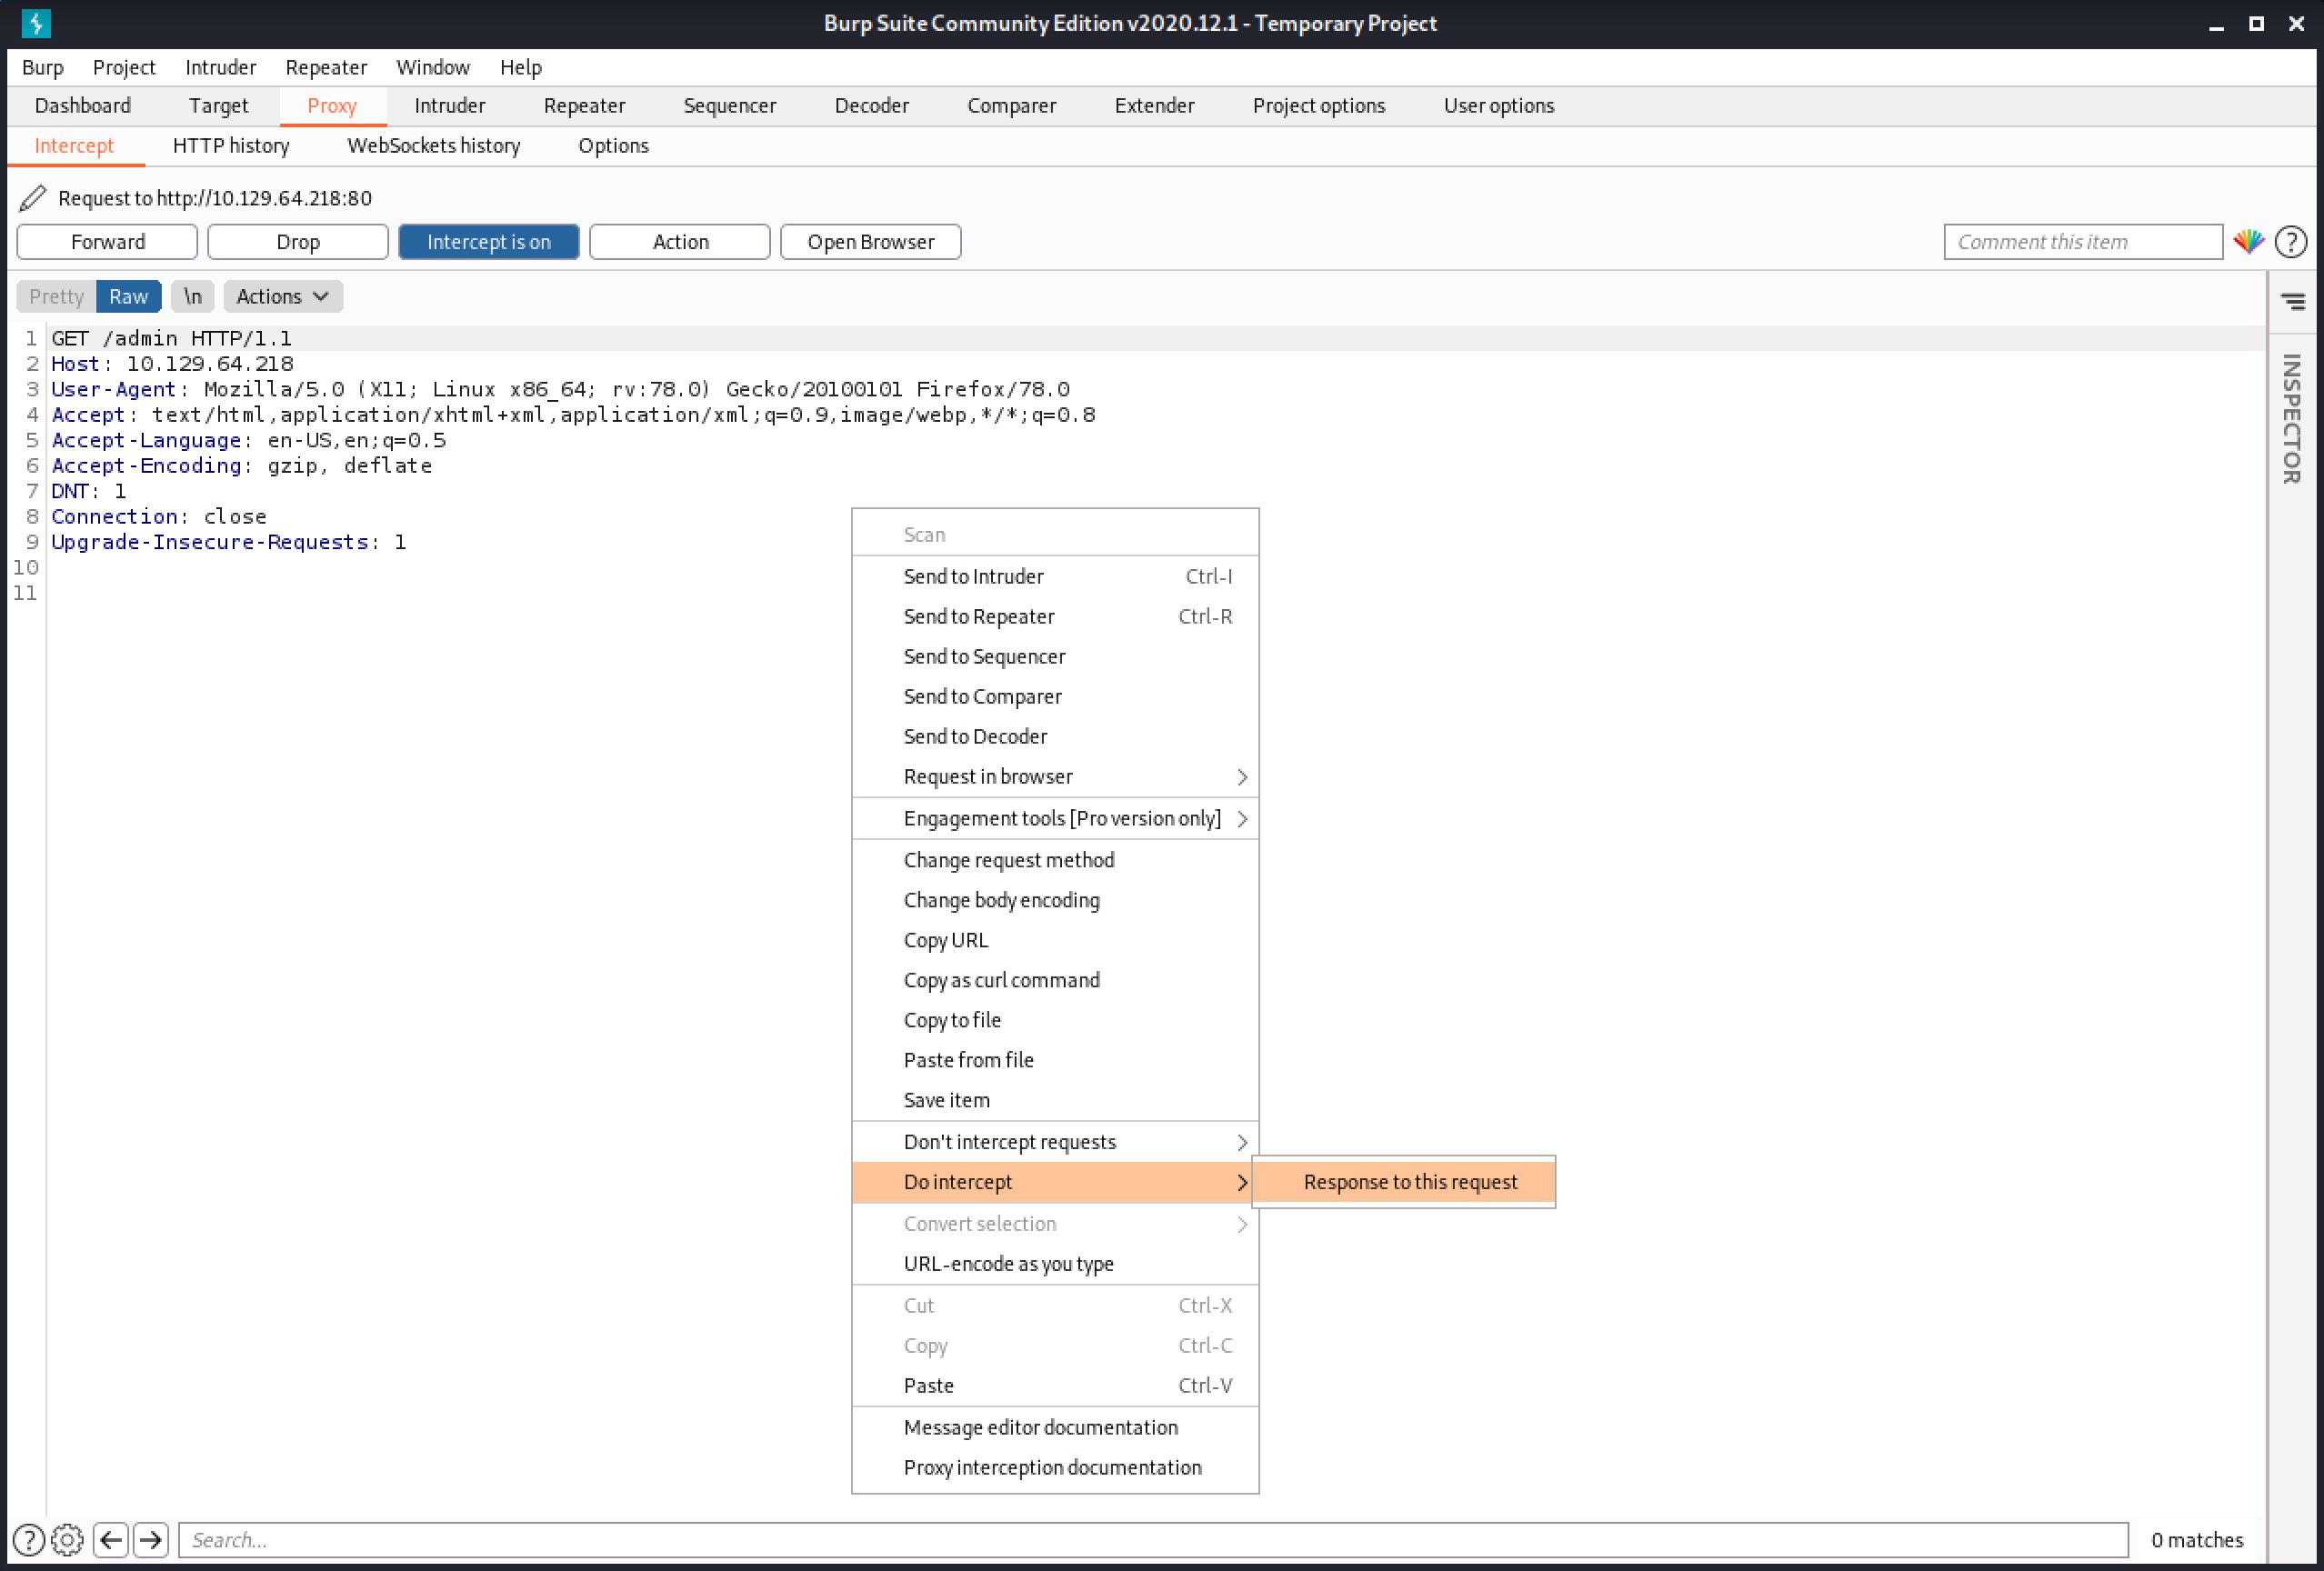 Burp Suite Community Edition v2020.12.1 - Temporary Project
Burp Project Intruder Repeater Window Help
Dashboard Target Proxy Intruder Repeater Sequencer Decoder Comparer Extender Project options User options
Intercept HTTP history WebSockets history Options
Request to http://10.129.64.218:80
Forward Drop Intercept is on Action Open Browser Comment this item ?
Pretty Raw \n Actions
INSPECTOR
1 GET /admin HTTP/1.1
2 Host: 10.129.64.218
3 User-Agent: Mozilla/5.0 (X11; Linux x86_64; rv:78.0) Gecko/20100101 Firefox/78.0
4 Accept: text/html,application/xhtml+xml,application/xml;q=0.9,image/webp,*/*;q=0.8
5 Accept-Language: en-US,en;q=0.5
6 Accept-Encoding: gzip, deflate
7 DNT: 1
8 Connection: close
9 Upgrade-Insecure-Requests: 1
10
11
Scan
Send to Intruder Ctrl-I
Send to Repeater Ctrl-R
Send to Sequencer
Send to Comparer
Send to Decoder
Request in browser
Engagement tools [Pro version only]
Change request method
Change body encoding
Copy URL
Copy as curl command
Copy to file
Paste from file
Save item
Don't intercept requests
Do intercept Response to this request
Convert selection
URL-encode as you type
Cut Ctrl-X
Copy Ctrl-C
Paste Ctrl-V
Message editor documentation
Proxy interception documentation
? Search... 0 matches